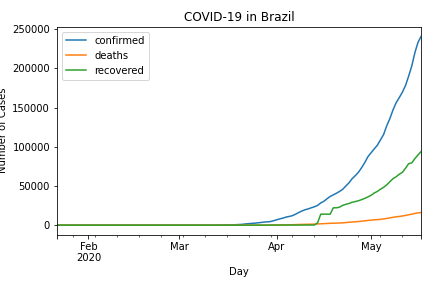 COVID-19 in Brazil
confirmed
deaths
recovered
250000
200000
150000
100000
50000
0
Number of Cases
Feb
2020
Mar
Apr
May
Day